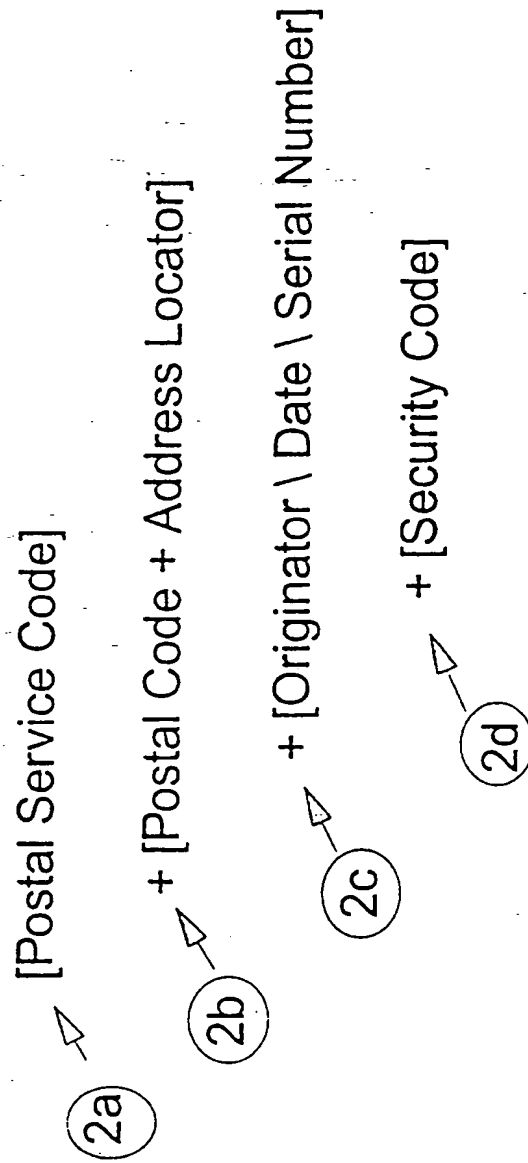 [Postal Service Code]
2a
+ [Postal Code + Address Locator]
2b
+ [Originator \ Date \ Serial Number]
2c
+ [Security Code]
2d